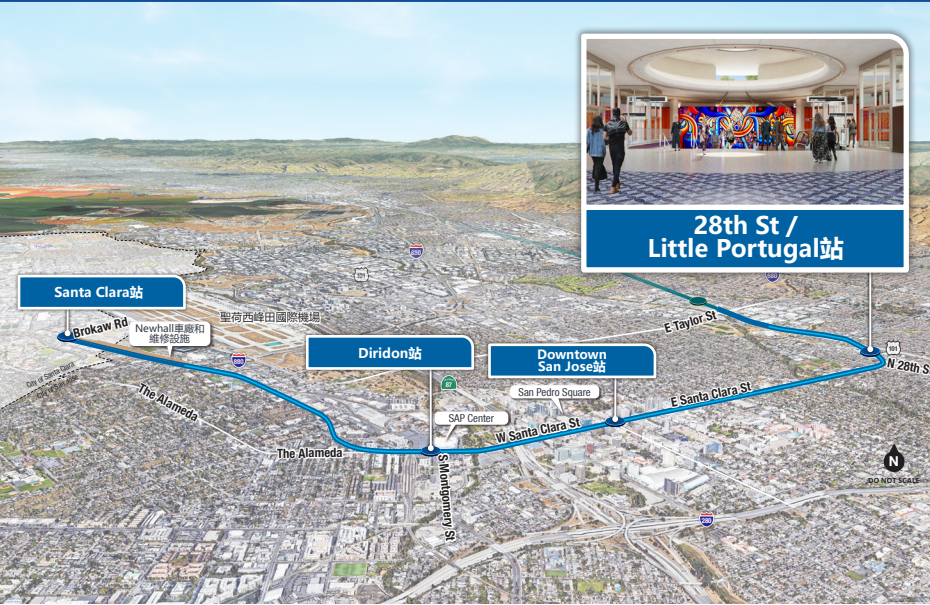 28th St /
Little Portugal站
880
101
680
Santa Clara站
聖荷西峰田國際機場
E Taylor St
Brokaw Rd
Newhall車廠和
維修設施
880
Diridon站
Downtown
San Jose站
101
N 28th S
City of Santa Clara
The Alameda
87
San Pedro Square
E Santa Clara St
SAP Center
W Santa Clara St
The Alameda
S Montgomery St
N
DO NOT SCALE
280